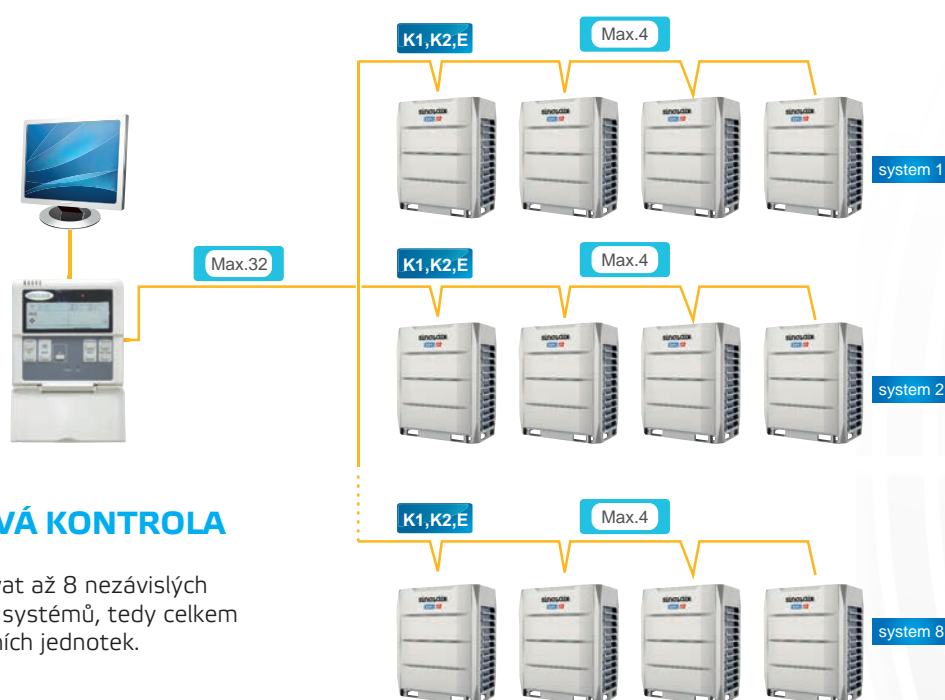 K1,K2,E
Max.4
system 1
Max.32
K1,K2,E
Max.4
system 2
K1,K2,E
Max.4
system 8
VÁ KONTROLA
vat až 8 nezávislých
systémů, tedy celkem
ních jednotek.